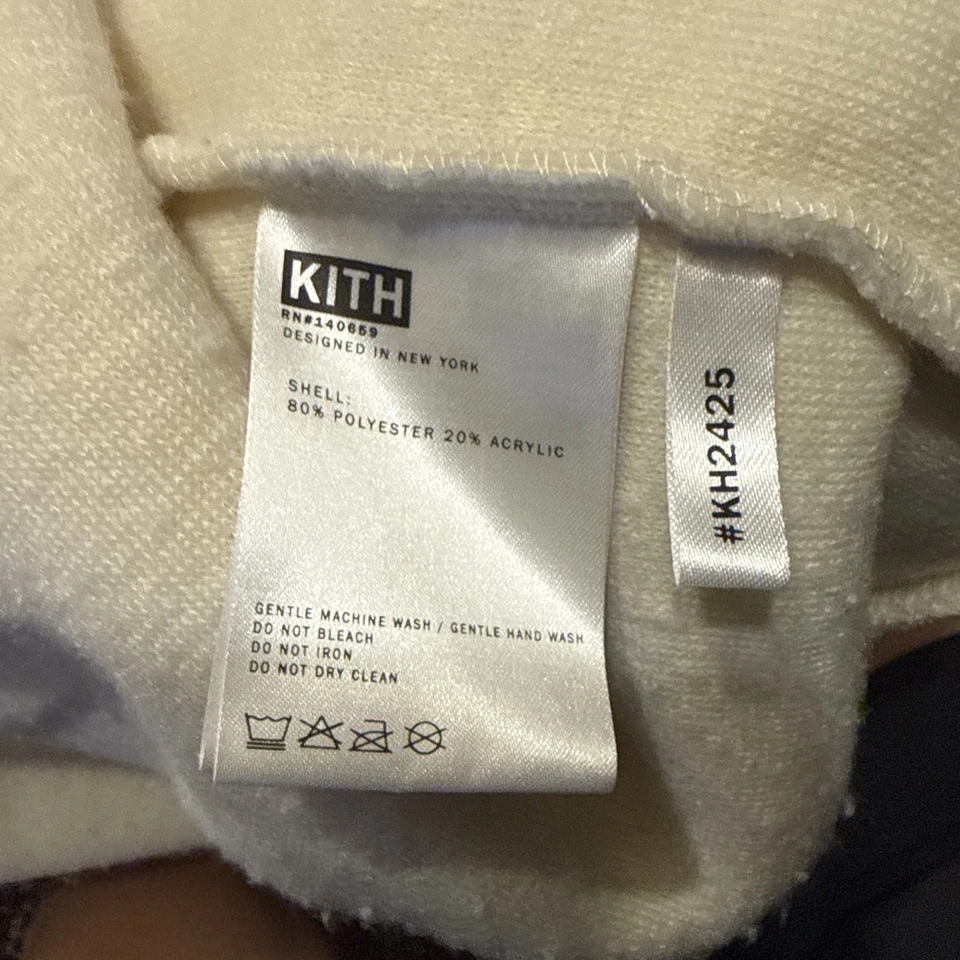 KITH
RN#140659
DESIGNED IN NEW YORK
SHELL:
80% POLYESTER 20% ACRYLIC
GENTLE MACHINE WASH / GENTLE HAND WASH
DO NOT BLEACH
DO NOT IRON
DO NOT DRY CLEAN
#KH2425